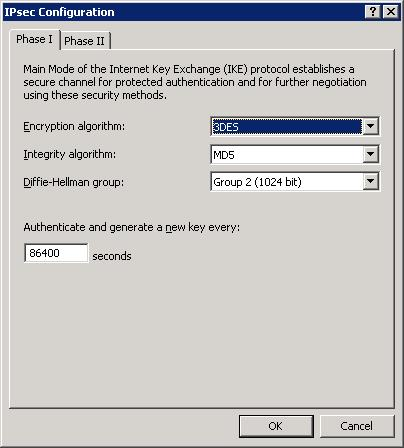 IPsec Configuration
Phase I
Phase II
Main Mode of the Internet Key Exchange (IKE) protocol establishes a
secure channel for protected authentication and for further negotiation
using these security methods.
Encryption algorithm:
3DES
Integrity algorithm:
MD5
Diffie-Hellman group:
Group 2 (1024 bit)
Authenticate and generate a new key every:
86400 seconds
OK
Cancel